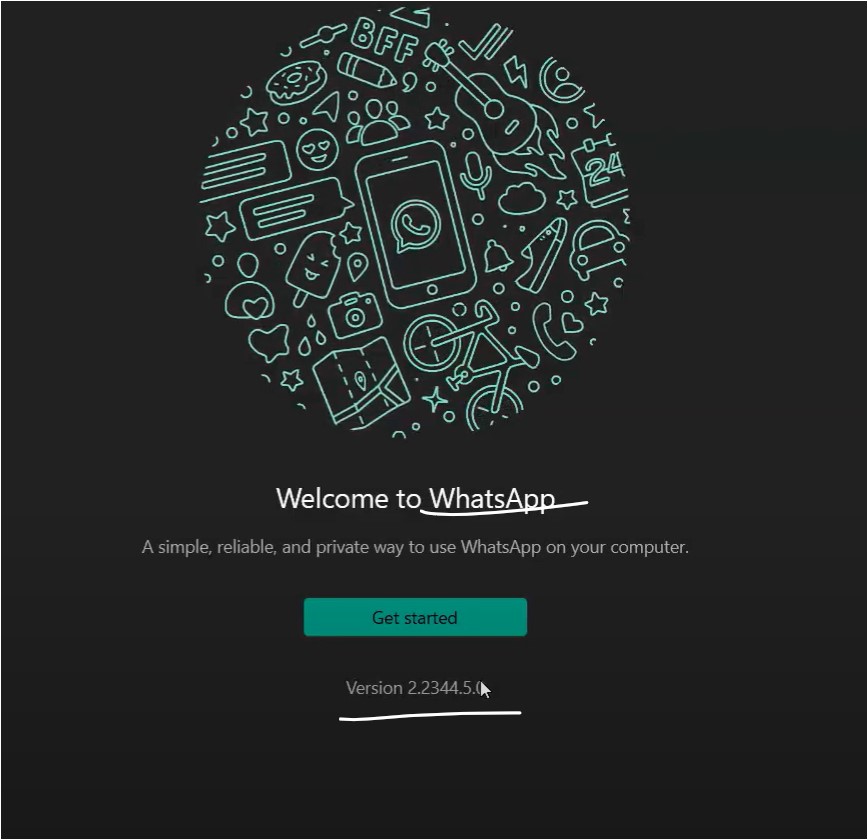 BFF
24
Welcome to WhatsApp
A simple, reliable, and private way to use WhatsApp on your computer.
Get started
Version 2.2344.5.0